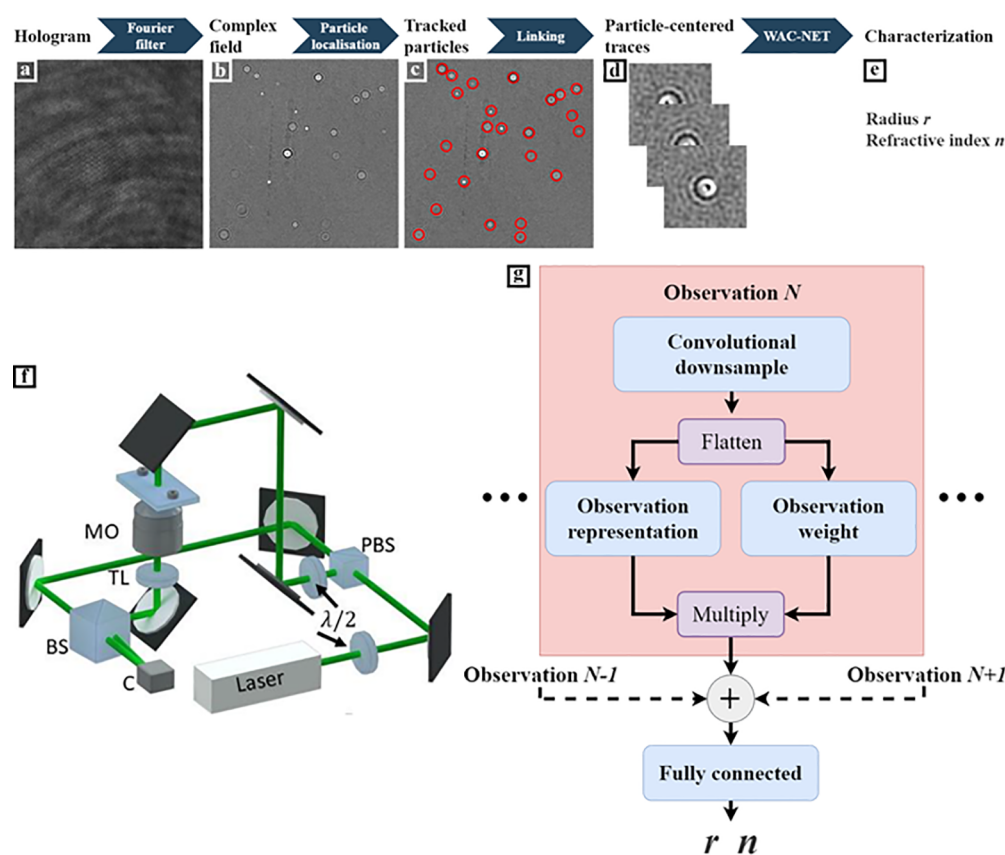 Hologram
Fourier
filter
Complex
field
Particle
localisation
Tracked
particles
Linking
Particle-centered
traces
WAC-NET
Characterization
a
b
c
d
e
Radius r
Refractive index n
g
Observation N
Convolutional
downsample
Flatten
Observation
representation
Observation
weight
Multiply
Observation N-1
Observation N+1
+
Fully connected
r n
f
MO
TL
PBS
λ/2
BS
C
Laser